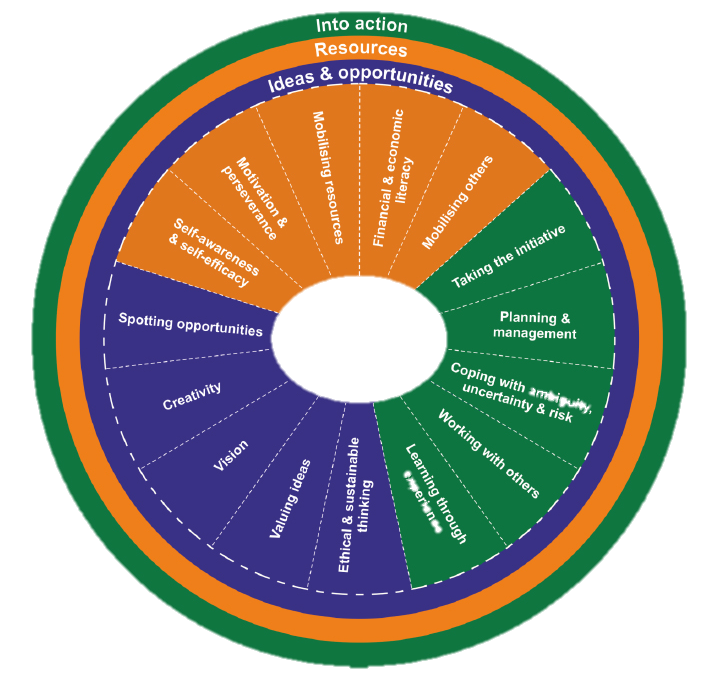 Into action
Resources
Ideas & opportunities
Self-awareness
& self-efficacy
Motivation &
perseverance
Mobilising resources
Financial & economic
literacy
Mobilising others
Taking the initiative
Planning &
management
Coping with
uncertainty & risk
Working with others
Learning through
Ethical & sustainable
thinking
Valuing ideas
Vision
Creativity
Spotting opportunities